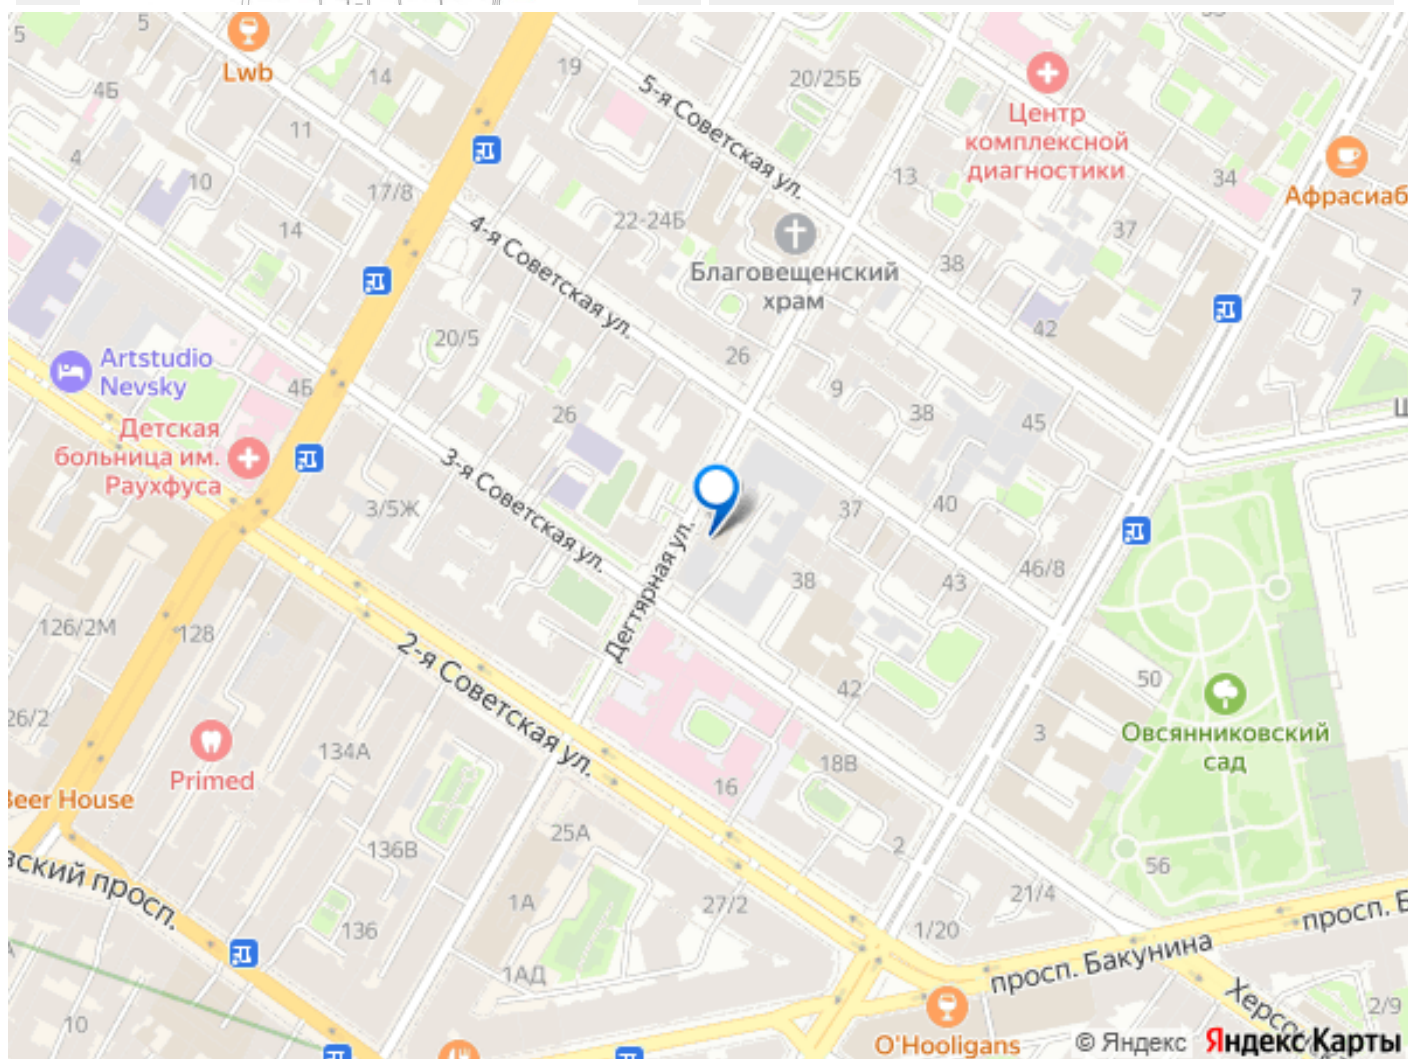 5
5
Lwb
14
19
5-я Советская ул.
20/25Б
Центр
комплексной
диагностики
4Б
11
4
10
17/8
14
13
34
Афрасиаб
22-24Б
4-я Советская ул.
Благовещенский
храм
38
37
7
42
20/5
26
Artstudio
Nevsky
4Б
9
38
45
26
Детская
больница им.
Раухфуса
3-я Советская ул.
3/5Ж
37
40
Дегтярная ул.
38
43
46/8
126/2М
128
2-я Советская ул.
42
50
26/2
3
Овсянниковский
сад
Primed
134А
18В
16
Beer House
25А
136В
2
56
вский просп.
1А
27/2
21/4
136
1/20
просп. Б
просп. Бакунина
1АД
Херсо
2/9
10
O'Hooligans
© Яндекс Яндекс Карты